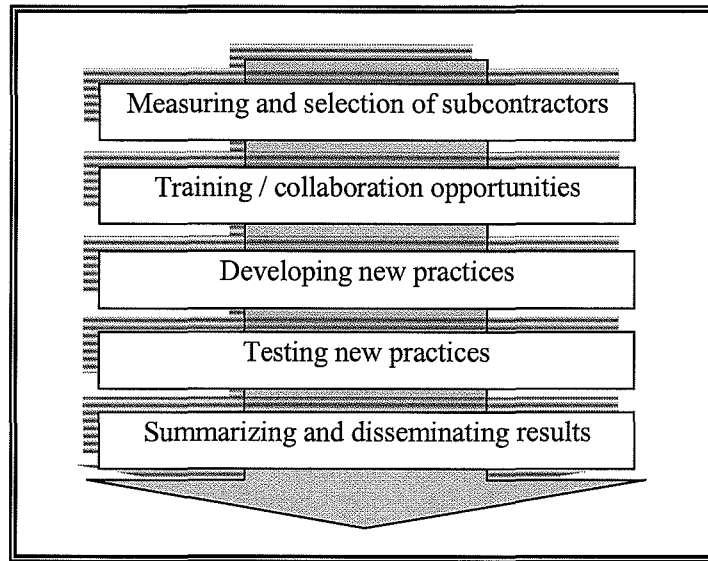 Measuring and selection of subcontractors
Training / collaboration opportunities
Developing new practices
Testing new practices
Summarizing and disseminating results